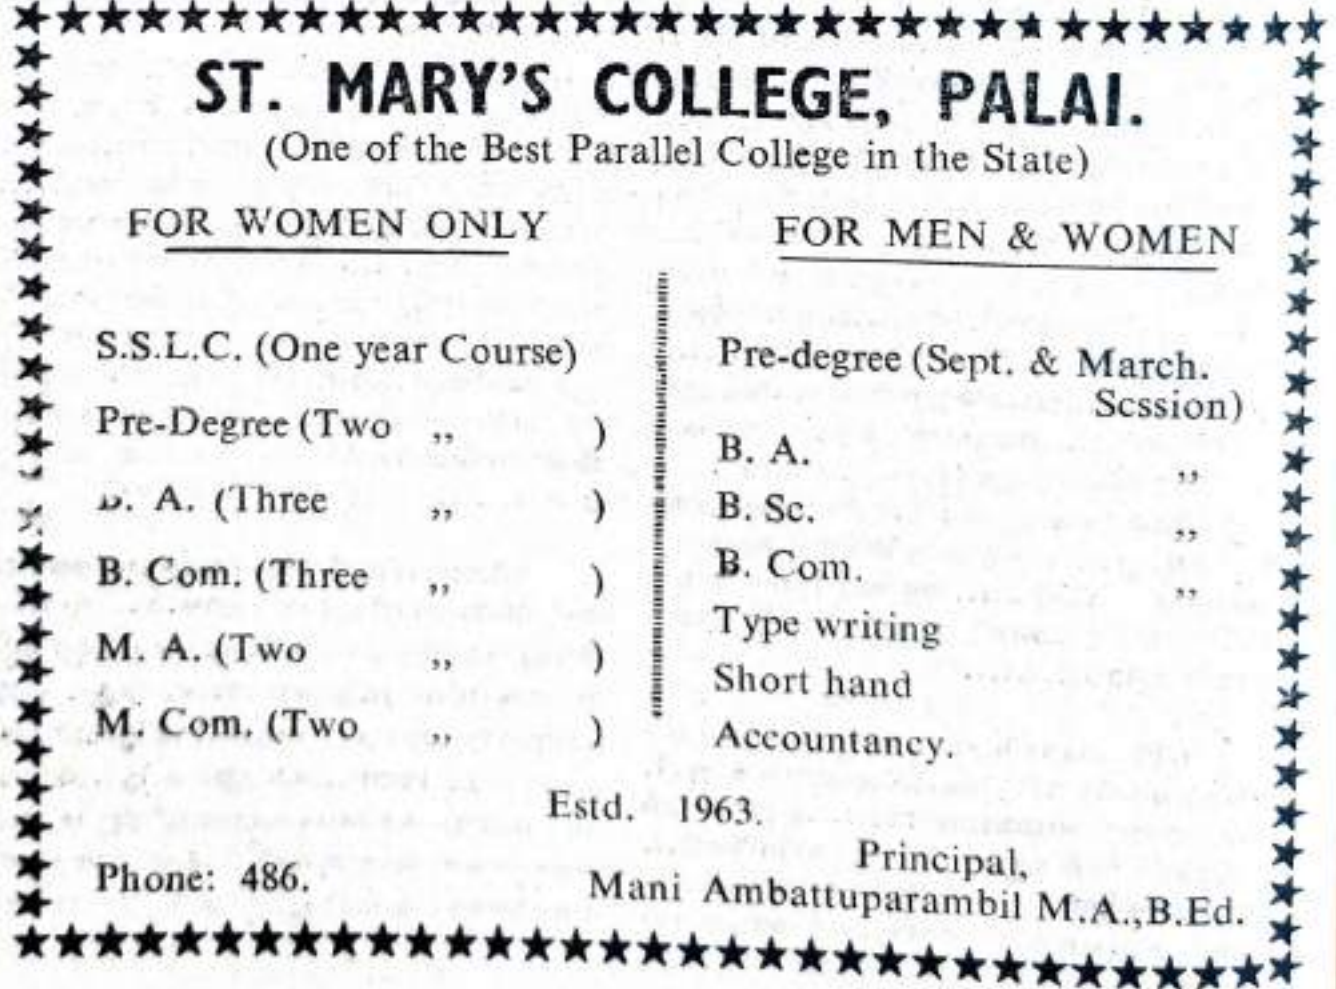 ST. MARY'S COLLEGE, PALAI.
(One of the Best Parallel College in the State)
FOR WOMEN ONLY
S.S.L.C. (One year Course)
Pre-Degree (Two ,, )
B. A. (Three ,, )
B. Com. (Three ,, )
M. A. (Two ,, )
M. Com. (Two ,, )
FOR MEN & WOMEN
Pre-degree (Sept. & March.
Scssion)
B. A. ,,
B. Sc. ,,
B. Com. ,,
Type writing
Short hand
Accountancy.
Estd. 1963.
Phone: 486.
Principal,
Mani Ambattuparambil M.A.,B.Ed.